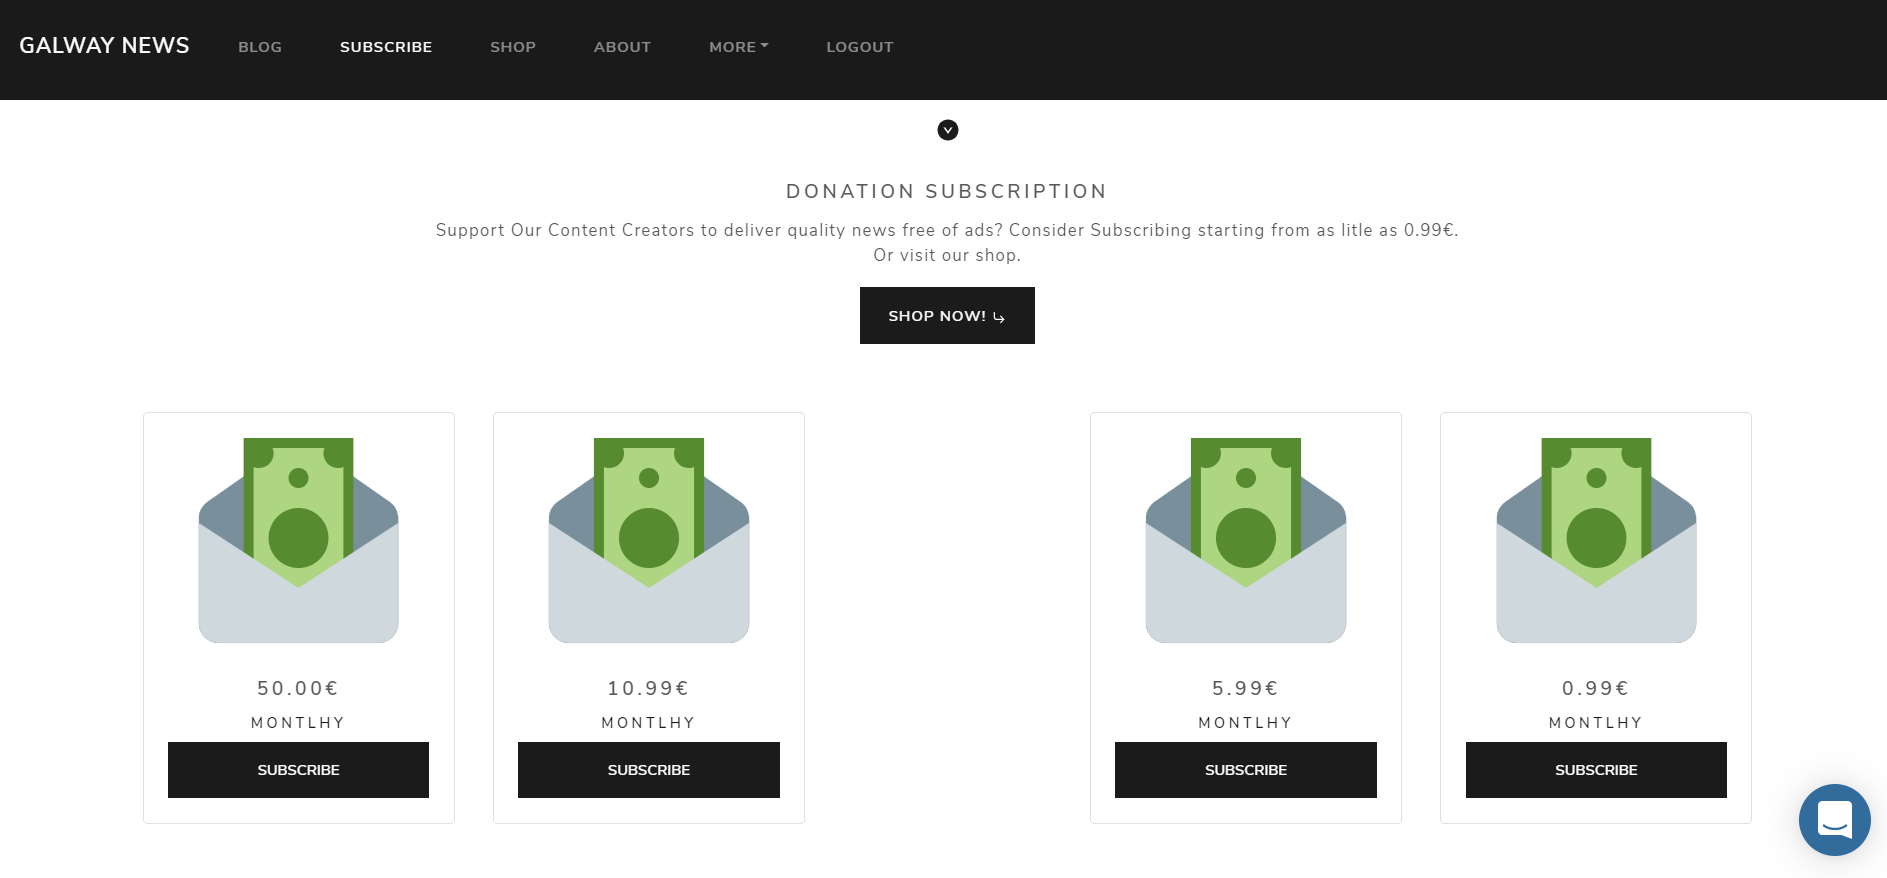 GALWAY NEWS BLOG SUBSCRIBE SHOP ABOUT MORE LOGOUT
DONATION SUBSCRIPTION
Support Our Content Creators to deliver quality news free of ads? Consider Subscribing starting from as litle as 0.99€.
Or visit our shop.
SHOP NOW!
50.00€
MONTLHY
SUBSCRIBE
10.99€
MONTLHY
SUBSCRIBE
5.99€
MONTLHY
SUBSCRIBE
0.99€
MONTLHY
SUBSCRIBE